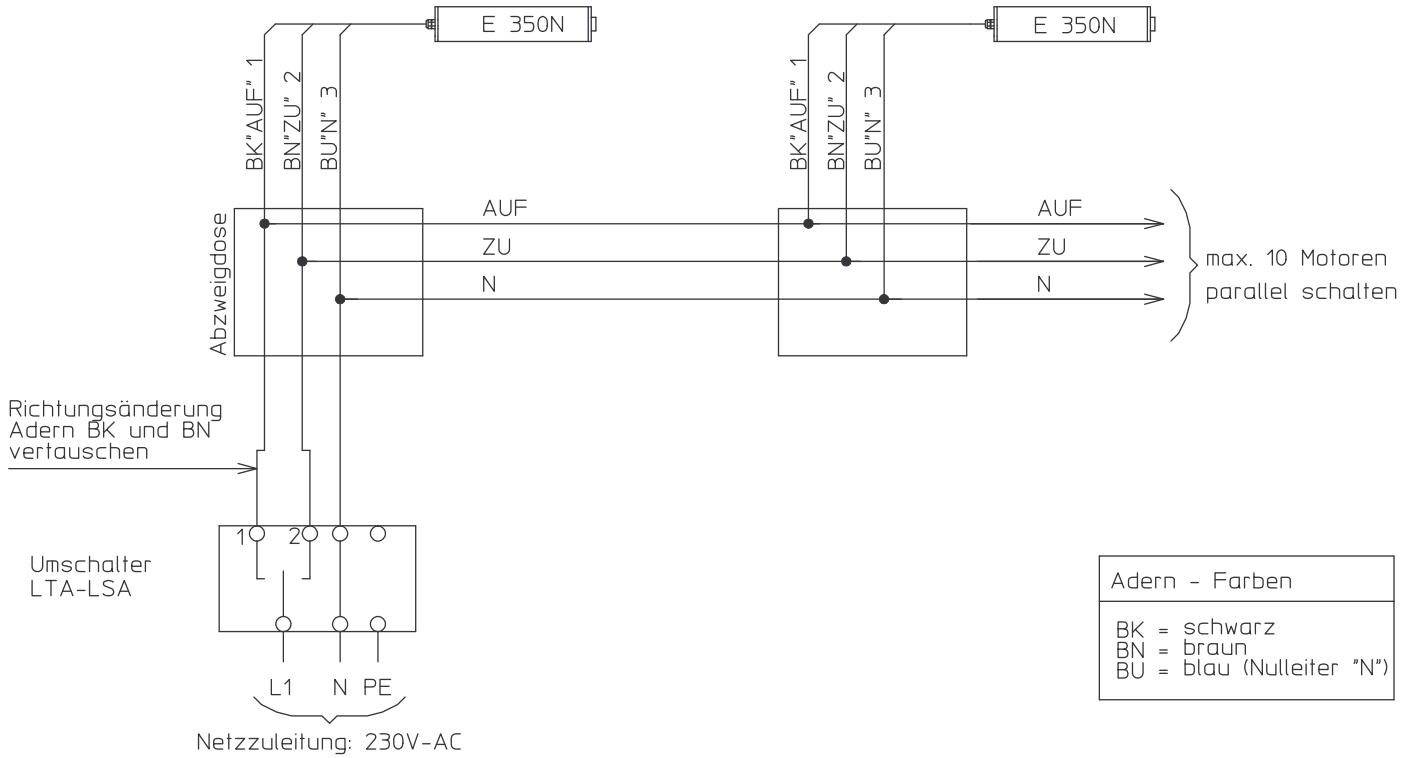 E 350N
E 350N
BK"AUF" 1
BN"ZU" 2
BU"N" 3
BK"AUF" 1
BN"ZU" 2
BU"N" 3
Abzweigdose
AUF
ZU
N
AUF
ZU
N
max. 10 Motoren
parallel schalten
Richtungsänderung
Adern BK und BN
vertauschen
1
2
Umschalter
LTA-LSA
L1 N PE
Netzzuleitung: 230V-AC
Adern - Farben
BK = schwarz
BN = braun
BU = blau (Nulleiter "N")